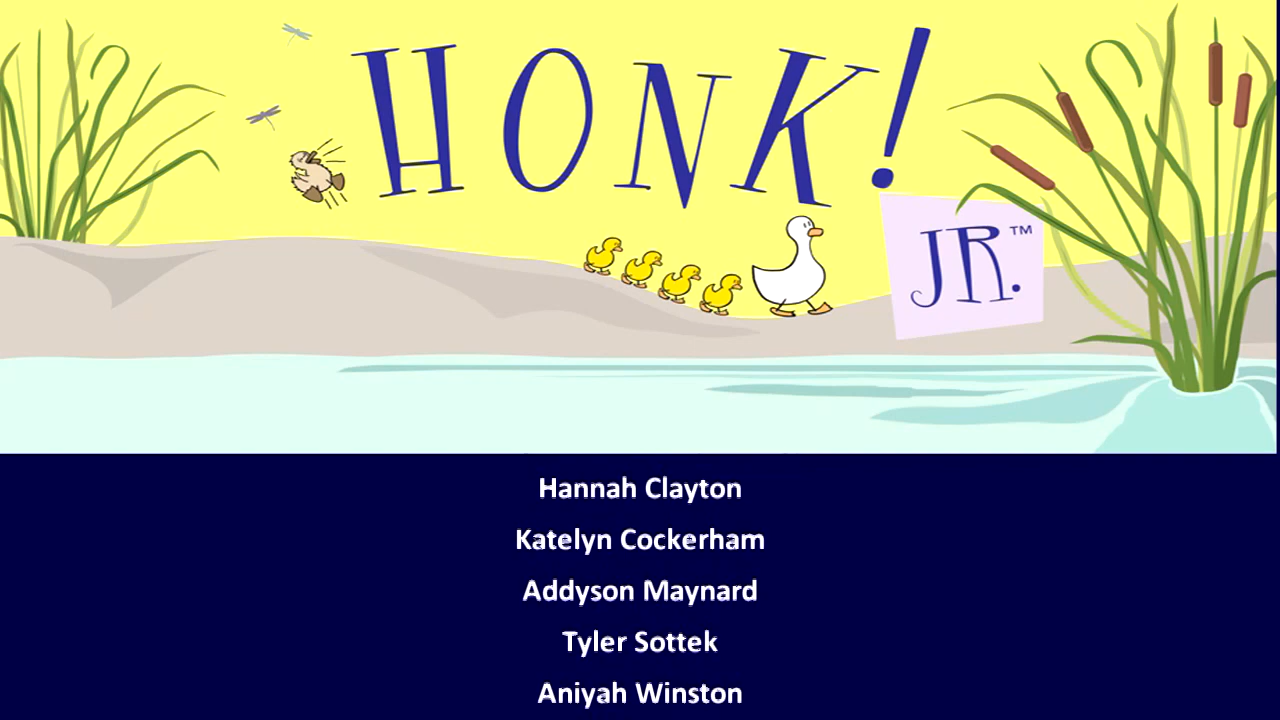 HONK!
JR.™
Hannah Clayton
Katelyn Cockerham
Addyson Maynard
Tyler Sottek
Aniyah Winston